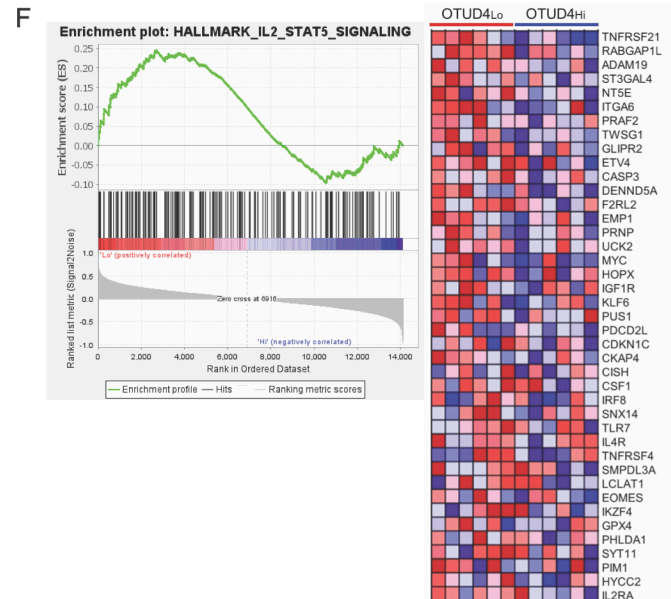 F
Enrichment plot: HALLMARK_IL2_STAT5_SIGNALING
Enrichment score (ES)
0.25
0.20
0.15
0.10
0.05
0.00
-0.05
-0.10
Ranked list metric (Signal2Noise)
1.0
0.5
0.0
-0.5
-1.0
'Lo' (positively correlated)
Zero cross at 6916
'Hi' (negatively correlated)
0 2,000 4,000 6,000 8,000 10,000 12,000 14,000
Rank in Ordered Dataset
Enrichment profile Hits Ranking metric scores
OTUD4Lo OTUD4Hi
TNFRSF21
RABGAP1L
ADAM19
ST3GAL4
NT5E
ITGA6
PRAF2
TWSG1
GLIPR2
ETV4
CASP3
DENND5A
F2RL2
EMP1
PRNP
UCK2
MYC
HOPX
IGF1R
KLF6
PUS1
PDCD2L
CDKN1C
CKAP4
CISH
CSF1
IRF8
SNX14
TLR7
IL4R
TNFRSF4
SMPDL3A
LCLAT1
EOMES
IKZF4
GPX4
PHLDA1
SYT11
PIM1
HYCC2
IL2RA